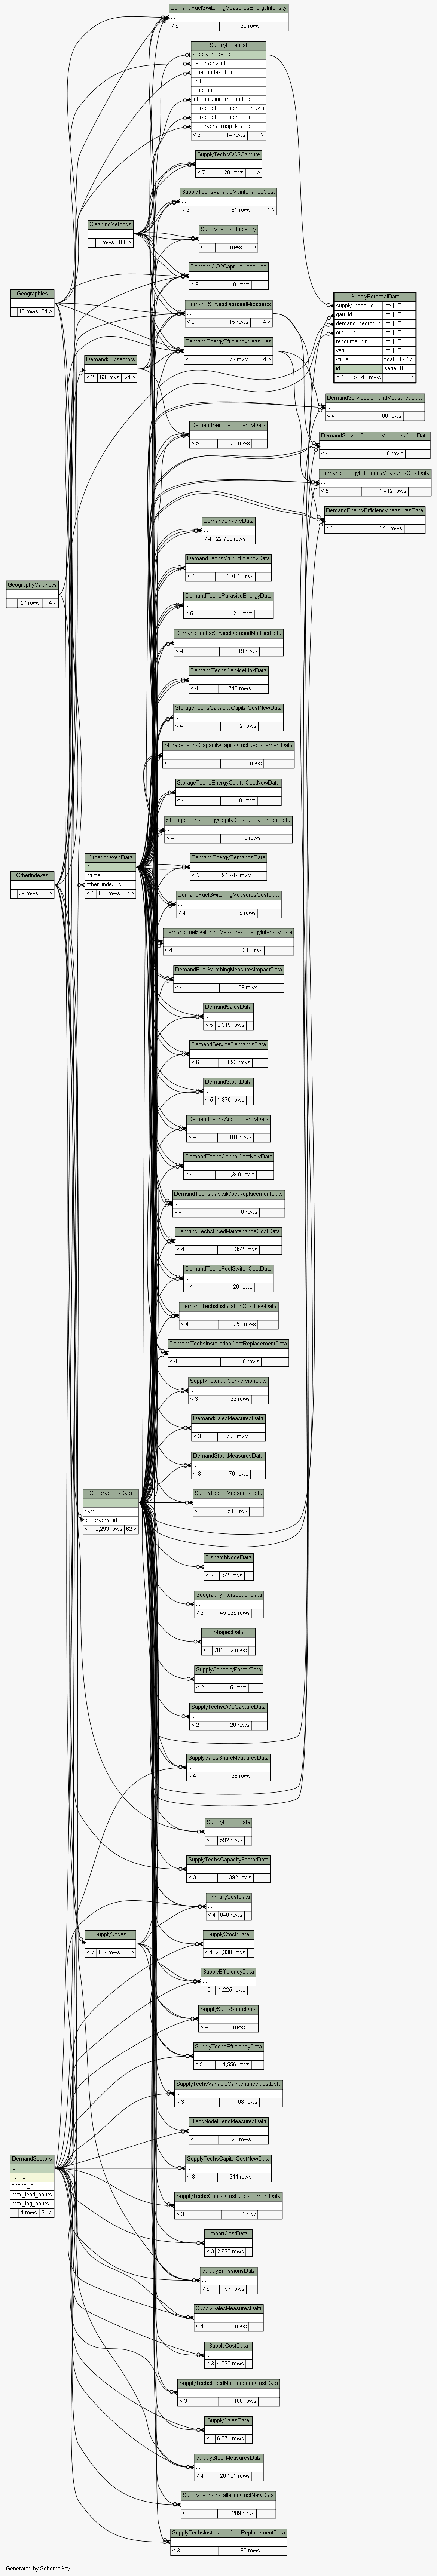 DemandFuelSwitchingMeasuresEnergyIntensity
...
< 6 30 rows
SupplyPotential
supply_node_id
geography_id
other_index_1_id
unit
time_unit
interpolation_method_id
extrapolation_method_growth
extrapolation_method_id
geography_map_key_id
< 6 14 rows 1 >
SupplyTechsCO2Capture
...
< 7 28 rows 1 >
SupplyTechsVariableMaintenanceCost
...
< 9 81 rows 1 >
CleaningMethods
...
8 rows 108 >
SupplyTechsEfficiency
...
< 7 113 rows 1 >
DemandCO2CaptureMeasures
...
< 8 0 rows
Geographies
...
12 rows 54 >
DemandServiceDemandMeasures
...
< 8 15 rows 4 >
SupplyPotentialData
supply_node_id int4[10]
gau_id int4[10]
demand_sector_id int4[10]
oth_1_id int4[10]
resource_bin int4[10]
year int4[10]
value float8[17,17]
id serial[10]
< 4 5,846 rows 0 >
DemandEnergyEfficiencyMeasures
...
< 8 72 rows 4 >
DemandSubsectors
...
< 2 63 rows 24 >
DemandServiceDemandMeasuresData
...
< 4 60 rows
DemandServiceEfficiencyData
...
< 5 323 rows
DemandServiceDemandMeasuresCostData
...
< 4 0 rows
DemandEnergyEfficiencyMeasuresCostData
...
< 5 1,412 rows
DemandEnergyEfficiencyMeasuresData
...
< 5 240 rows
DemandDriversData
...
< 4 22,755 rows
DemandTechsMainEfficiencyData
...
< 4 1,784 rows
GeographyMapKeys
...
57 rows 14 >
DemandTechsParasiticEnergyData
...
< 5 21 rows
DemandTechsServiceDemandModifierData
...
< 4 19 rows
DemandTechsServiceLinkData
...
< 4 740 rows
StorageTechsCapacityCapitalCostNewData
...
< 4 2 rows
StorageTechsCapacityCapitalCostReplacementData
...
< 4 0 rows
StorageTechsEnergyCapitalCostNewData
...
< 4 9 rows
StorageTechsEnergyCapitalCostReplacementData
...
< 4 0 rows
OtherIndexes
...
28 rows 63 >
OtherIndexesData
id
name
other_index_id
< 1 163 rows 67 >
DemandEnergyDemandsData
...
< 5 94,949 rows
DemandFuelSwitchingMeasuresCostData
...
< 4 6 rows
DemandFuelSwitchingMeasuresEnergyIntensityData
...
< 4 31 rows
DemandFuelSwitchingMeasuresImpactData
...
< 4 63 rows
DemandSalesData
...
< 5 3,319 rows
DemandServiceDemandsData
...
< 6 693 rows
DemandStockData
...
< 5 1,876 rows
DemandTechsAuxEfficiencyData
...
< 4 101 rows
DemandTechsCapitalCostNewData
...
< 4 1,348 rows
DemandTechsCapitalCostReplacementData
...
< 4 0 rows
DemandTechsFixedMaintenanceCostData
...
< 4 352 rows
DemandTechsFuelSwitchCostData
...
< 4 20 rows
DemandTechsInstallationCostNewData
...
< 4 251 rows
DemandTechsInstallationCostReplacementData
...
< 4 0 rows
SupplyPotentialConversionData
...
< 3 33 rows
DemandSalesMeasuresData
...
< 3 750 rows
DemandStockMeasuresData
...
< 3 70 rows
GeographiesData
id
name
geography_id
< 1 3,293 rows 62 >
SupplyExportMeasuresData
...
< 3 51 rows
DispatchNodeData
...
< 2 52 rows
GeographyIntersectionData
...
< 2 45,036 rows
ShapesData
...
< 4 784,032 rows
SupplyCapacityFactorData
...
< 2 5 rows
SupplyTechsCO2CaptureData
...
< 2 28 rows
SupplySalesShareMeasuresData
...
< 4 28 rows
SupplyExportData
...
< 3 592 rows
SupplyTechsCapacityFactorData
...
< 3 392 rows
PrimaryCostData
...
< 4 848 rows
SupplyNodes
...
< 7 107 rows 38 >
SupplyStockData
...
< 4 26,338 rows
SupplyEfficiencyData
...
< 5 1,225 rows
SupplySalesShareData
...
< 4 13 rows
SupplyTechsEfficiencyData
...
< 5 4,556 rows
SupplyTechsVariableMaintenanceCostData
...
< 3 68 rows
BlendNodeBlendMeasuresData
...
< 3 623 rows
DemandSectors
id
name
shape_id
max_lead_hours
max_lag_hours
4 rows 21 >
SupplyTechsCapitalCostNewData
...
< 3 944 rows
SupplyTechsCapitalCostReplacementData
...
< 3 1 row
ImportCostData
...
< 3 2,923 rows
SupplyEmissionsData
...
< 6 57 rows
SupplySalesMeasuresData
...
< 4 0 rows
SupplyCostData
...
< 3 4,035 rows
SupplyTechsFixedMaintenanceCostData
...
< 3 180 rows
SupplySalesData
...
< 4 6,571 rows
SupplyStockMeasuresData
...
< 4 20,101 rows
SupplyTechsInstallationCostNewData
...
< 3 209 rows
SupplyTechsInstallationCostReplacementData
...
< 3 180 rows
Generated by SchemaSpy